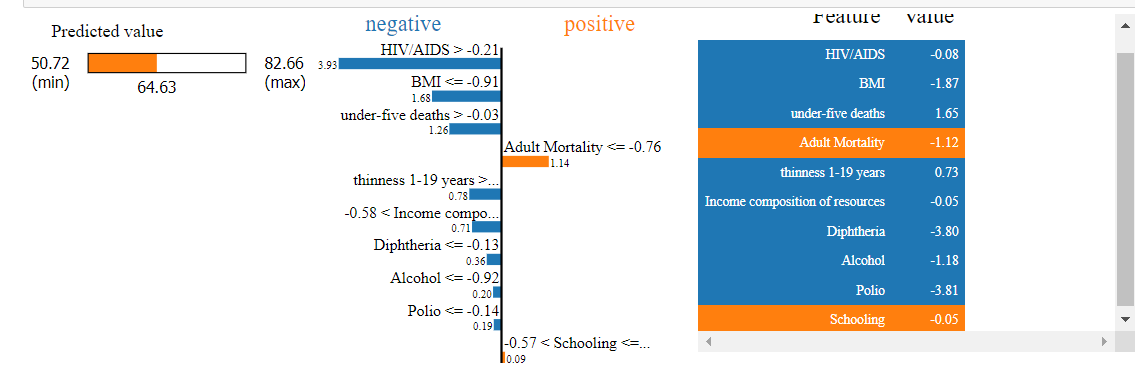 Predicted value
50.72
(min)
82.66
(max)
64.63
negative
positive
HIV/AIDS > -0.21
3.93
BMI <= -0.91
1.68
under-five deaths > -0.03
1.26
Adult Mortality <= -0.76
1.14
thinness 1-19 years >...
0.78
-0.58 < Income compo...
0.71
Diphtheria <= -0.13
0.36
Alcohol <= -0.92
0.20
Polio <= -0.14
0.19
-0.57 < Schooling <=...
0.09
Feature value
HIV/AIDS -0.08
BMI -1.87
under-five deaths 1.65
Adult Mortality -1.12
thinness 1-19 years 0.73
Income composition of resources -0.05
Diphtheria -3.80
Alcohol -1.18
Polio -3.81
Schooling -0.05